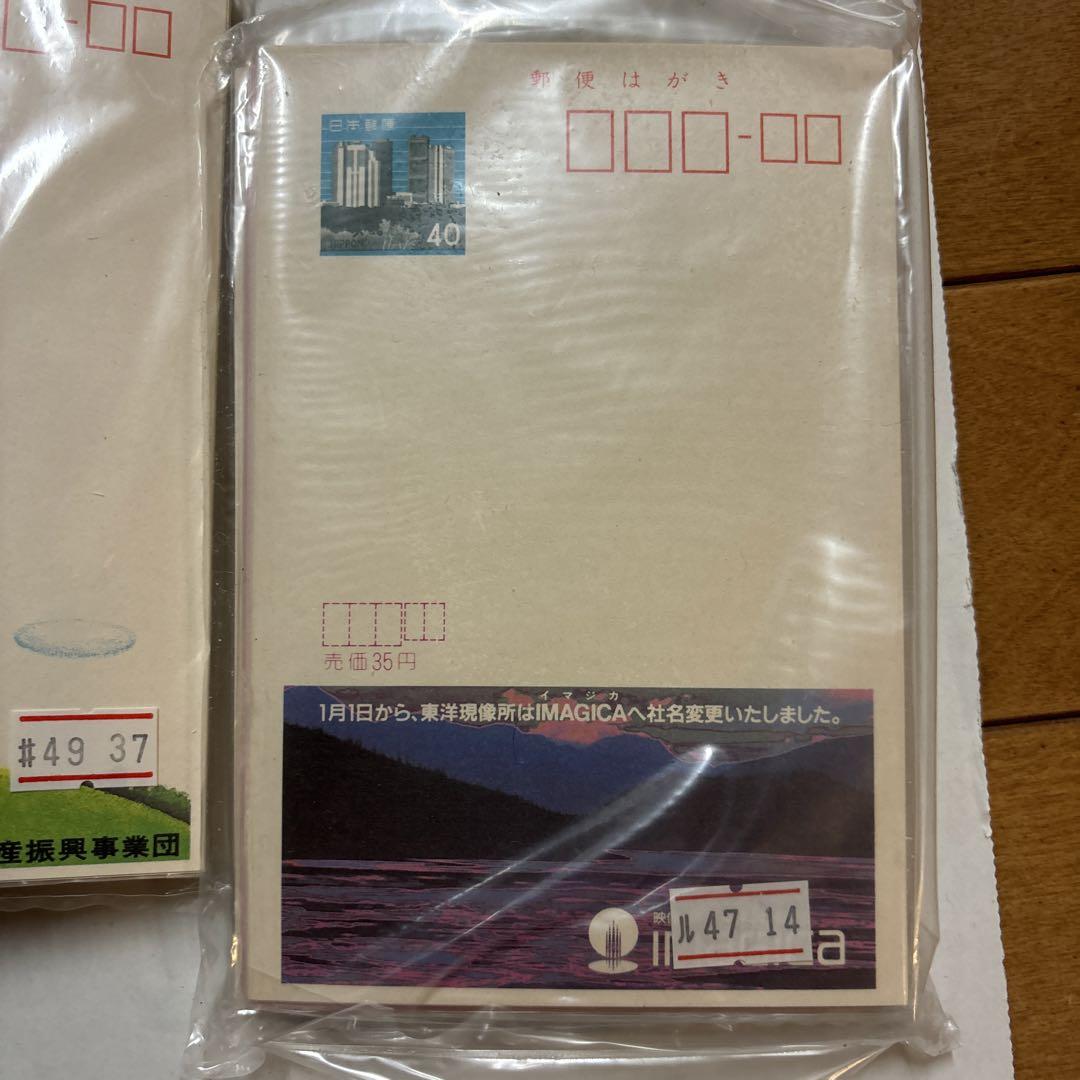 郵便はがき
日本郵便
NIPPON
40
売価35円
イマジカ
1月1日から、東洋現像所はIMAGICAへ社名変更いたしました。
ル47 14
#49 37
産振興事業団